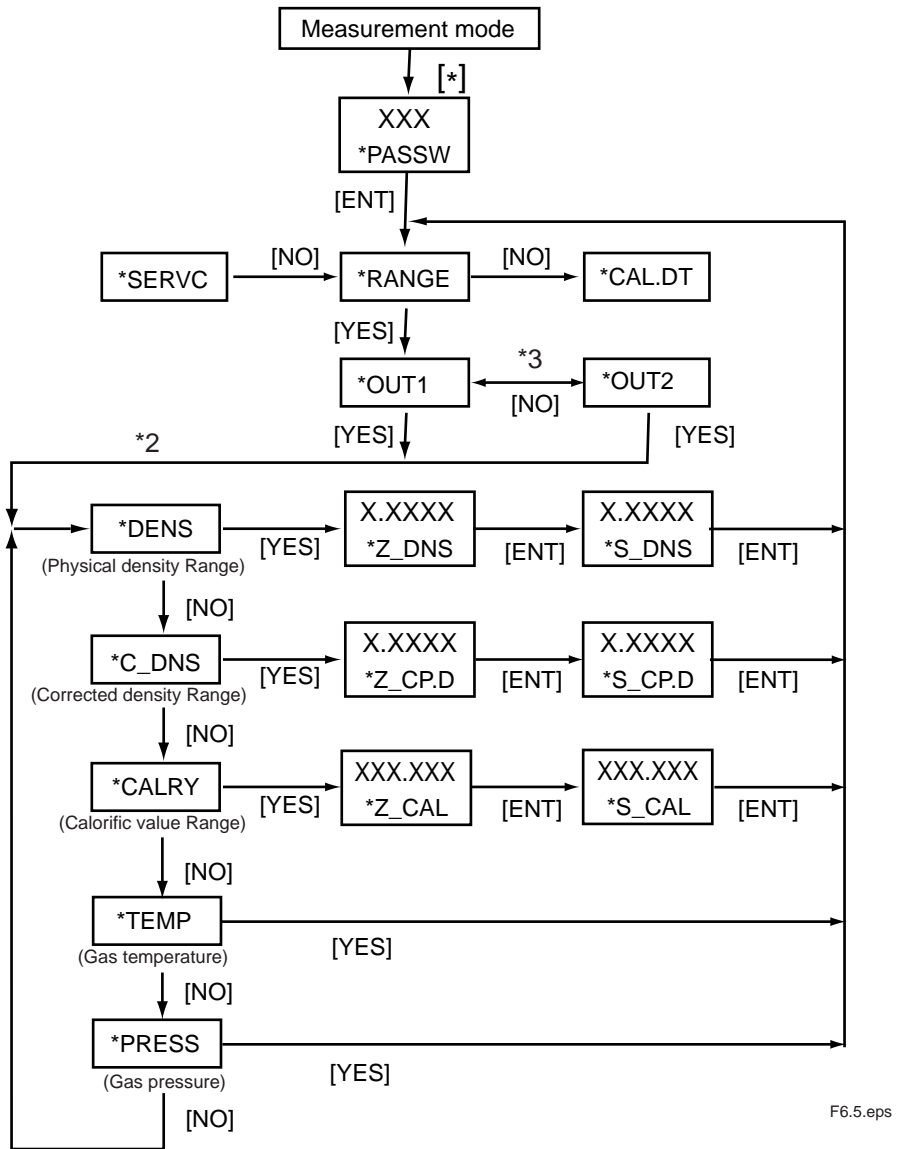 Measurement mode
[*]
XXX
*PASSW
[ENT]
*SERVC
[NO]
*RANGE
[NO]
*CAL.DT
[YES]
*OUT1
*3
[NO]
*OUT2
[YES]
[YES]
*2
*DENS
(Physical density Range)
[YES]
X.XXXX
*Z_DNS
[ENT]
X.XXXX
*S_DNS
[ENT]
[NO]
*C_DNS
(Corrected density Range)
[YES]
X.XXXX
*Z_CP.D
[ENT]
X.XXXX
*S_CP.D
[ENT]
[NO]
*CALRY
(Calorific value Range)
[YES]
XXX.XXX
*Z_CAL
[ENT]
XXX.XXX
*S_CAL
[ENT]
[NO]
*TEMP
(Gas temperature)
[YES]
[NO]
*PRESS
(Gas pressure)
[YES]
[NO]
F6.5.eps